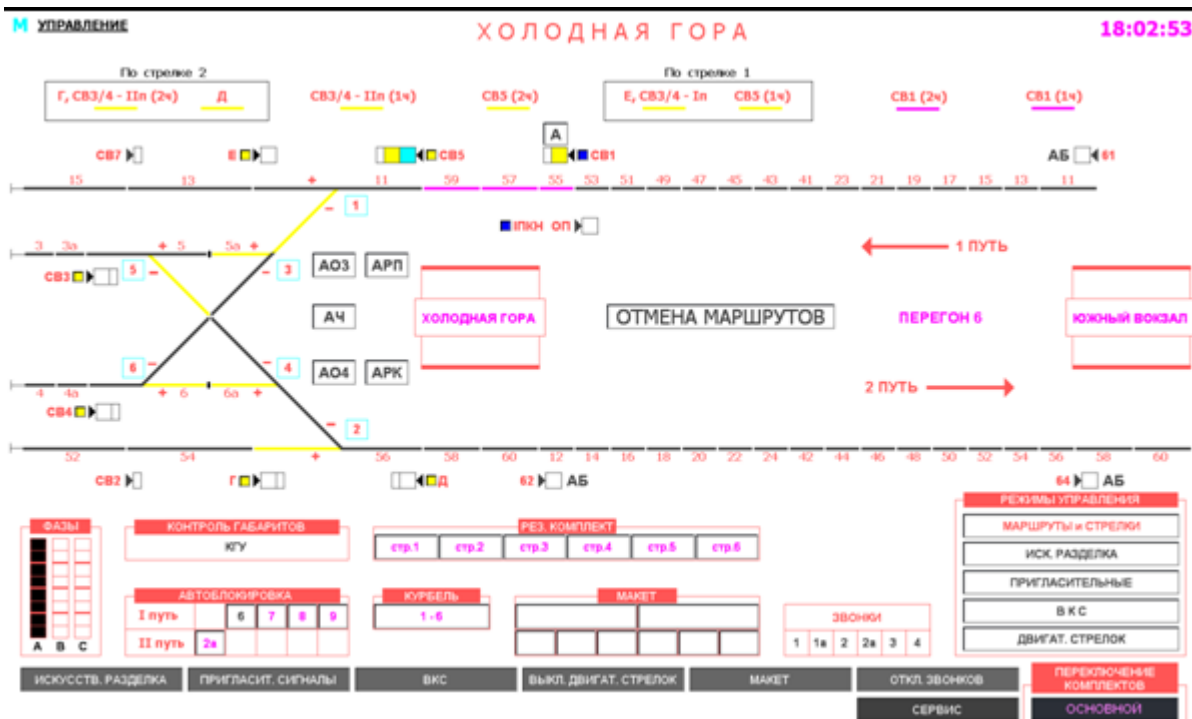 М УПРАВЛЕНИЕ
ХОЛОДНАЯ ГОРА
18:02:53
По стрелке 2
По стрелке 1
Г, СВ3/4 - IIп (2ч) Д
СВ3/4 - IIп (1ч)
СВ5 (2ч)
Е, СВ3/4 - Iп СВ5 (1ч)
СВ1 (2ч)
СВ1 (1ч)
А
СВ7
Е
СВ5
СВ1
АБ 61
15 13 + 11 59 57 55 53 51 49 47 45 43 41 23 21 19 17 15 13 11
- 1
IПКН ОП
3 3а + 5 5а +
1 ПУТЬ
СВ3 5 - - 3
АО3 АРП
АЧ
ХОЛОДНАЯ ГОРА
ОТМЕНА МАРШРУТОВ
ПЕРЕГОН 6
ЮЖНЫЙ ВОКЗАЛ
6 - - 4
АО4 АРК
4 4а + 6 6а +
2 ПУТЬ
СВ4
- 2
52 54 + 56 58 60 12 14 16 18 20 22 24 42 44 46 48 50 52 54 56 58 60
СВ2
Г
Д
62 АБ
64 АБ
ФАЗЫ
А В С
КОНТРОЛЬ ГАБАРИТОВ
КГУ
РЕЗ. КОМПЛЕКТ
стр.1 стр.2 стр.3 стр.4 стр.5 стр.6
АВТОБЛОКИРОВКА
I путь 6 7 8 9
II путь 2а
КУРБЕЛЬ
1 - 6
МАКЕТ
ЗВОНКИ
1 1а 2 2а 3 4
РЕЖИМЫ УПРАВЛЕНИЯ
МАРШРУТЫ и СТРЕЛКИ
ИСК. РАЗДЕЛКА
ПРИГЛАСИТЕЛЬНЫЕ
ВКС
ДВИГАТ. СТРЕЛОК
ИСКУССТВ. РАЗДЕЛКА
ПРИГЛАСИТ. СИГНАЛЫ
ВКС
ВЫКЛ. ДВИГАТ. СТРЕЛОК
МАКЕТ
ОТКЛ. ЗВОНКОВ
СЕРВИС
ПЕРЕКЛЮЧЕНИЕ
КОМПЛЕКТОВ
ОСНОВНОЙ